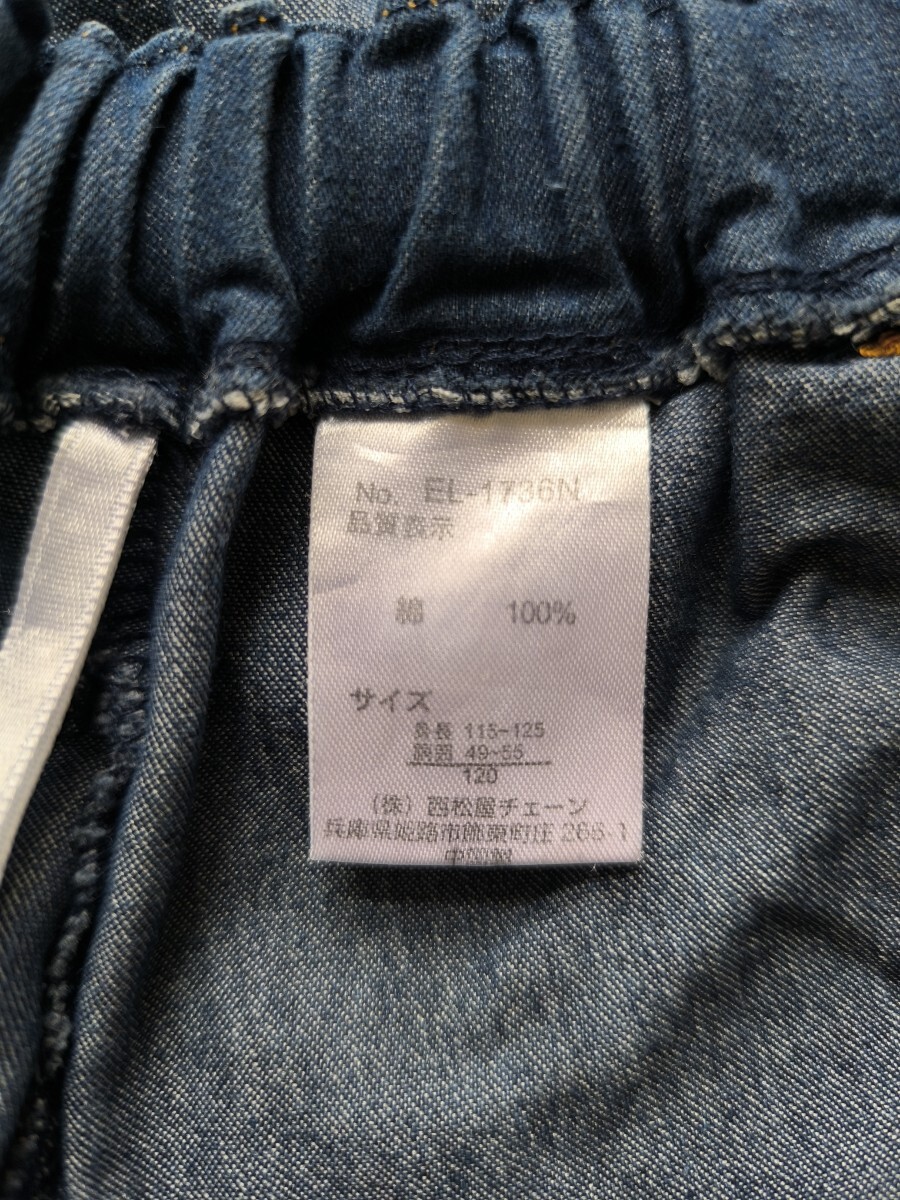 No. EL-1736N
品質表示
綿 100%
サイズ
身長 115~125
胴囲 49~55
120
(株) 西松屋チェーン
兵庫県姫路市飾東町庄 266-1
中国製